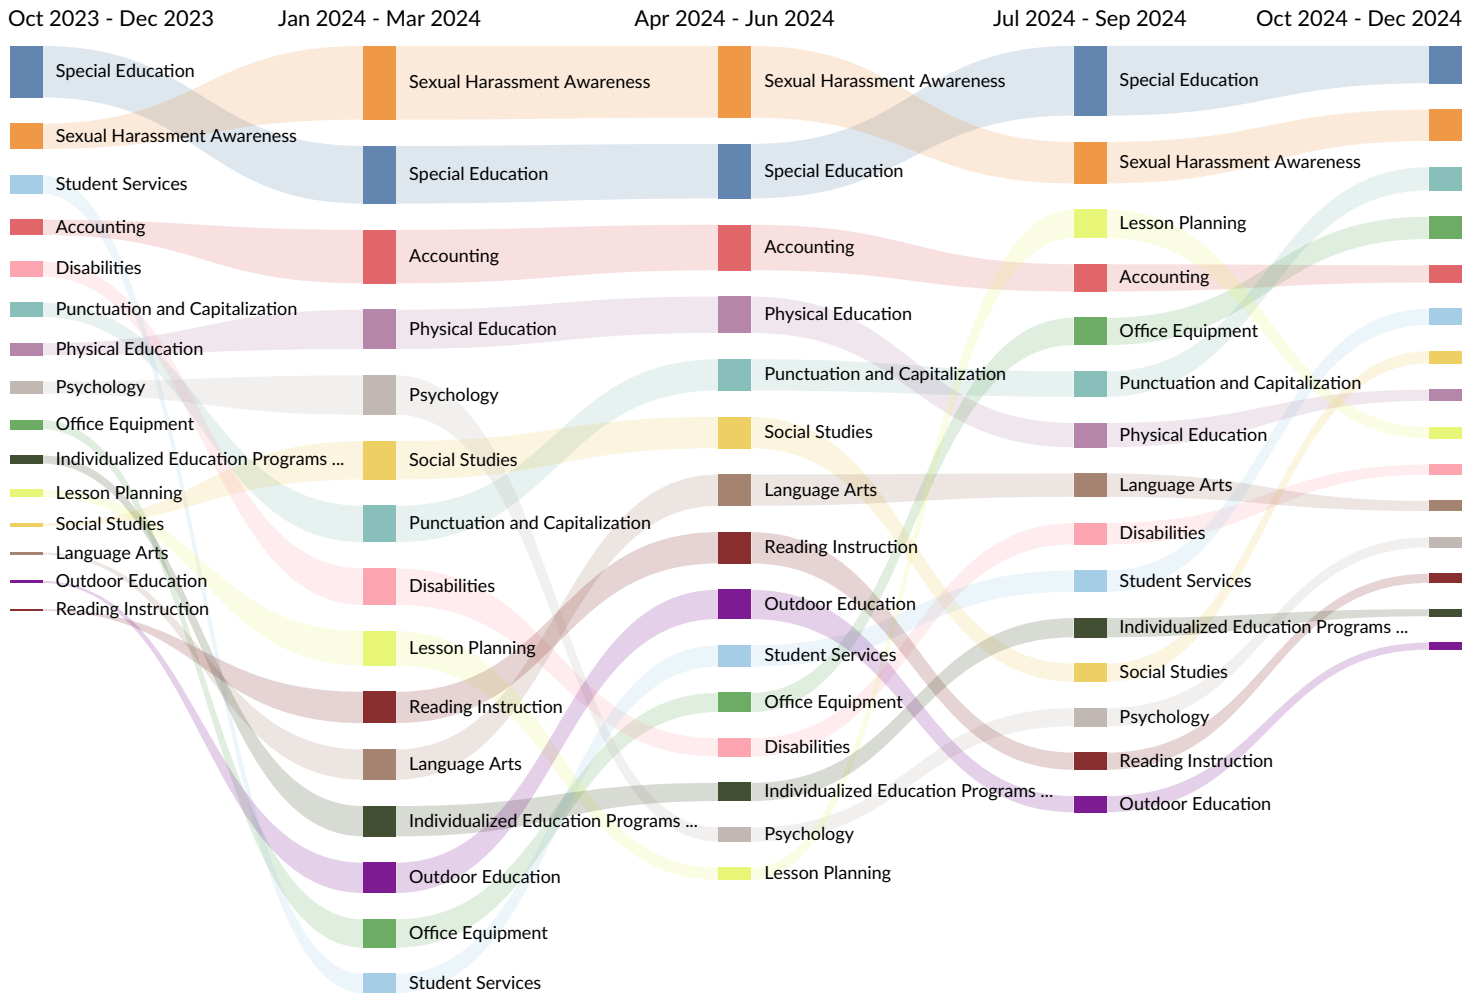 Oct 2023 - Dec 2023
Jan 2024 - Mar 2024
Apr 2024 - Jun 2024
Jul 2024 - Sep 2024
Oct 2024 - Dec 2024
Special Education
Sexual Harassment Awareness
Student Services
Accounting
Disabilities
Punctuation and Capitalization
Physical Education
Psychology
Office Equipment
Individualized Education Programs ...
Lesson Planning
Social Studies
Language Arts
Outdoor Education
Reading Instruction
Sexual Harassment Awareness
Special Education
Accounting
Physical Education
Psychology
Social Studies
Punctuation and Capitalization
Disabilities
Lesson Planning
Reading Instruction
Language Arts
Individualized Education Programs ...
Outdoor Education
Office Equipment
Student Services
Sexual Harassment Awareness
Special Education
Accounting
Physical Education
Punctuation and Capitalization
Social Studies
Language Arts
Reading Instruction
Outdoor Education
Student Services
Office Equipment
Disabilities
Individualized Education Programs ...
Psychology
Lesson Planning
Special Education
Sexual Harassment Awareness
Lesson Planning
Accounting
Office Equipment
Punctuation and Capitalization
Physical Education
Language Arts
Disabilities
Student Services
Individualized Education Programs ...
Social Studies
Psychology
Reading Instruction
Outdoor Education